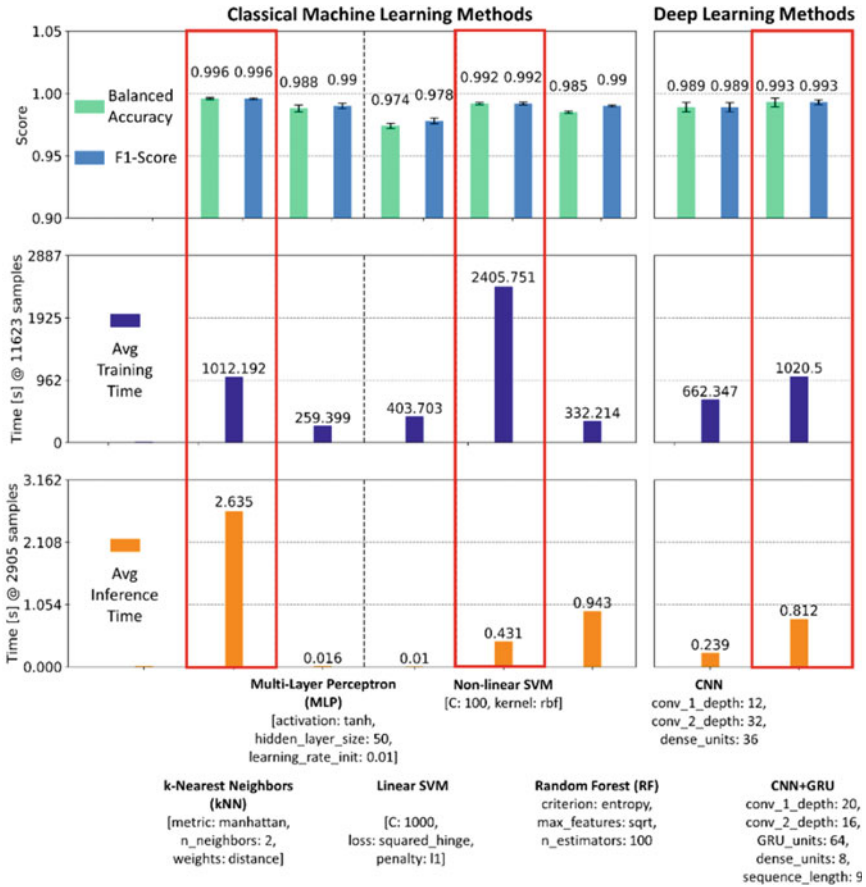 Classical Machine Learning Methods
Deep Learning Methods
1.05
1.00
0.95
0.90
Score
Balanced
Accuracy
F1-Score
0.996 0.996
0.988 0.99
0.974 0.978
0.992 0.992
0.985 0.99
0.989 0.989
0.993 0.993
2887
1925
962
0
Time [s] @ 11623 samples
Avg
Training
Time
1012.192
259.399
403.703
2405.751
332.214
662.347
1020.5
3.162
2.108
1.054
0.000
Time [s] @ 2905 samples
Avg
Inference
Time
2.635
0.016
0.01
0.431
0.943
0.239
0.812
Multi-Layer Perceptron
(MLP)
[activation: tanh,
hidden_layer_size: 50,
learning_rate_init: 0.01]
Non-linear SVM
[C: 100, kernel: rbf]
CNN
conv_1_depth: 12,
conv_2_depth: 32,
dense_units: 36
k-Nearest Neighbors
(kNN)
[metric: manhattan,
n_neighbors: 2,
weights: distance]
Linear SVM
[C: 1000,
loss: squared_hinge,
penalty: l1]
Random Forest (RF)
criterion: entropy,
max_features: sqrt,
n_estimators: 100
CNN+GRU
conv_1_depth: 20,
conv_2_depth: 16,
GRU_units: 64,
dense_units: 8,
sequence_length: 9